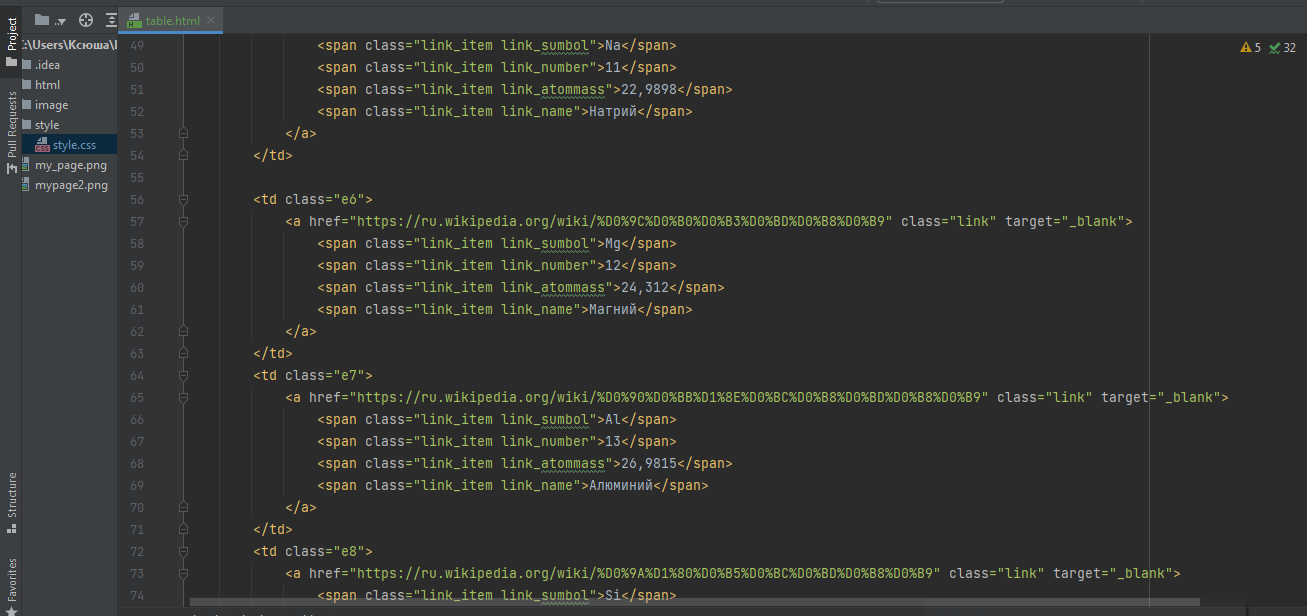 Project
Pull Requests
Structure
Favorites
..
table.html
5 32
:\Users\Ксюша\
.idea
html
image
style
style.css
my_page.png
mypage2.png
49 <span class="link_item link_sumbol">Na</span>
50 <span class="link_item link_number">11</span>
51 <span class="link_item link_atommass">22,9898</span>
52 <span class="link_item link_name">Натрий</span>
53 </a>
54 </td>
55
56 <td class="e6">
57 <a href="https://ru.wikipedia.org/wiki/%D0%9C%D0%B0%D0%B3%D0%BD%D0%B8%D0%B9" class="link" target="_blank">
58 <span class="link_item link_sumbol">Mg</span>
59 <span class="link_item link_number">12</span>
60 <span class="link_item link_atommass">24,312</span>
61 <span class="link_item link_name">Магний</span>
62 </a>
63 </td>
64 <td class="e7">
65 <a href="https://ru.wikipedia.org/wiki/%D0%90%D0%BB%D1%8E%D0%BC%D0%B8%D0%BD%D0%B8%D0%B9" class="link" target="_blank">
66 <span class="link_item link_sumbol">Al</span>
67 <span class="link_item link_number">13</span>
68 <span class="link_item link_atommass">26,9815</span>
69 <span class="link_item link_name">Алюминий</span>
70 </a>
71 </td>
72 <td class="e8">
73 <a href="https://ru.wikipedia.org/wiki/%D0%9A%D1%80%D0%B5%D0%BC%D0%BD%D0%B8%D0%B9" class="link" target="_blank">
74 <span class="link_item link_sumbol">Si</span>